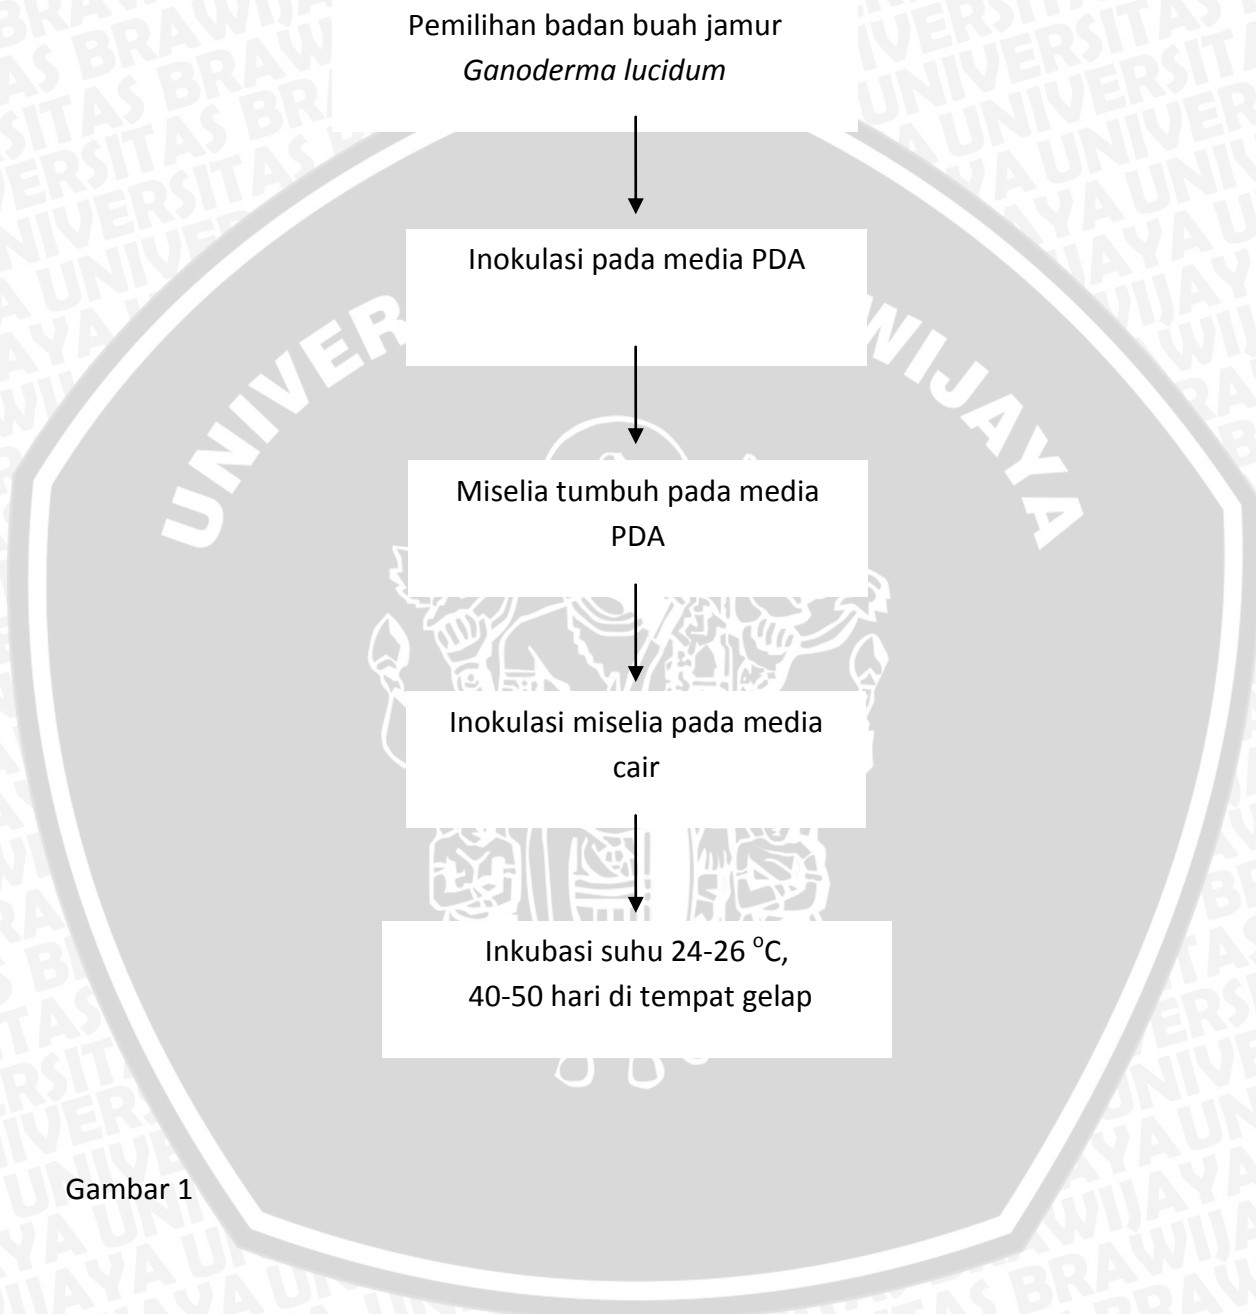 Pemilihan badan buah jamur
Ganoderma lucidum
Inokulasi pada media PDA
Miselia tumbuh pada media
PDA
Inokulasi miselia pada media
cair
Inkubasi suhu 24-26 °C,
40-50 hari di tempat gelap
Gambar 1